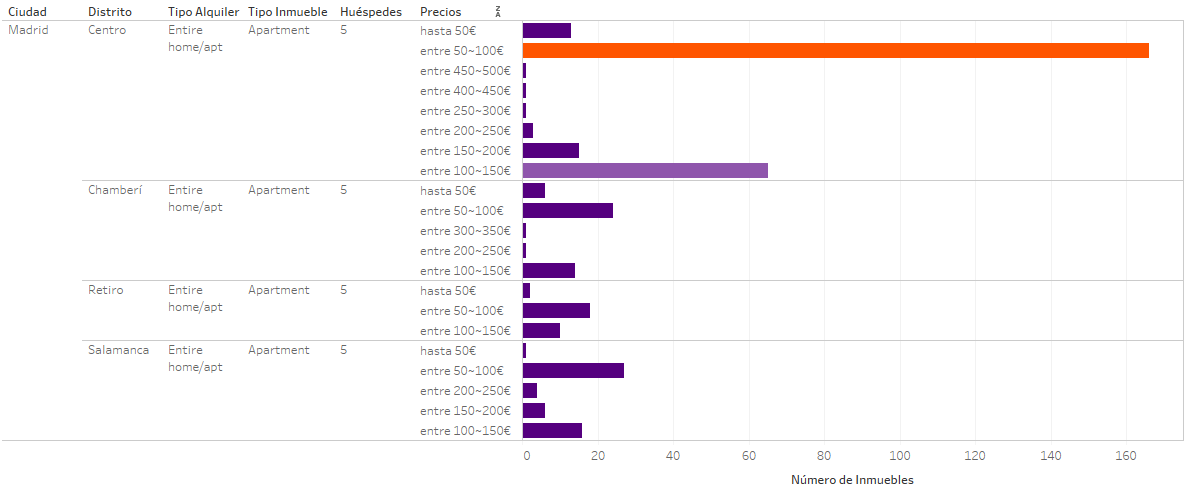 Ciudad Distrito Tipo Alquiler Tipo Inmueble Huéspedes Precios Z A
Madrid Centro Entire home/apt Apartment 5 hasta 50€
entre 50~100€
entre 450~500€
entre 400~450€
entre 250~300€
entre 200~250€
entre 150~200€
entre 100~150€
Chamberí Entire home/apt Apartment 5 hasta 50€
entre 50~100€
entre 300~350€
entre 200~250€
entre 100~150€
Retiro Entire home/apt Apartment 5 hasta 50€
entre 50~100€
entre 100~150€
Salamanca Entire home/apt Apartment 5 hasta 50€
entre 50~100€
entre 200~250€
entre 150~200€
entre 100~150€
0 20 40 60 80 100 120 140 160
Número de Inmuebles